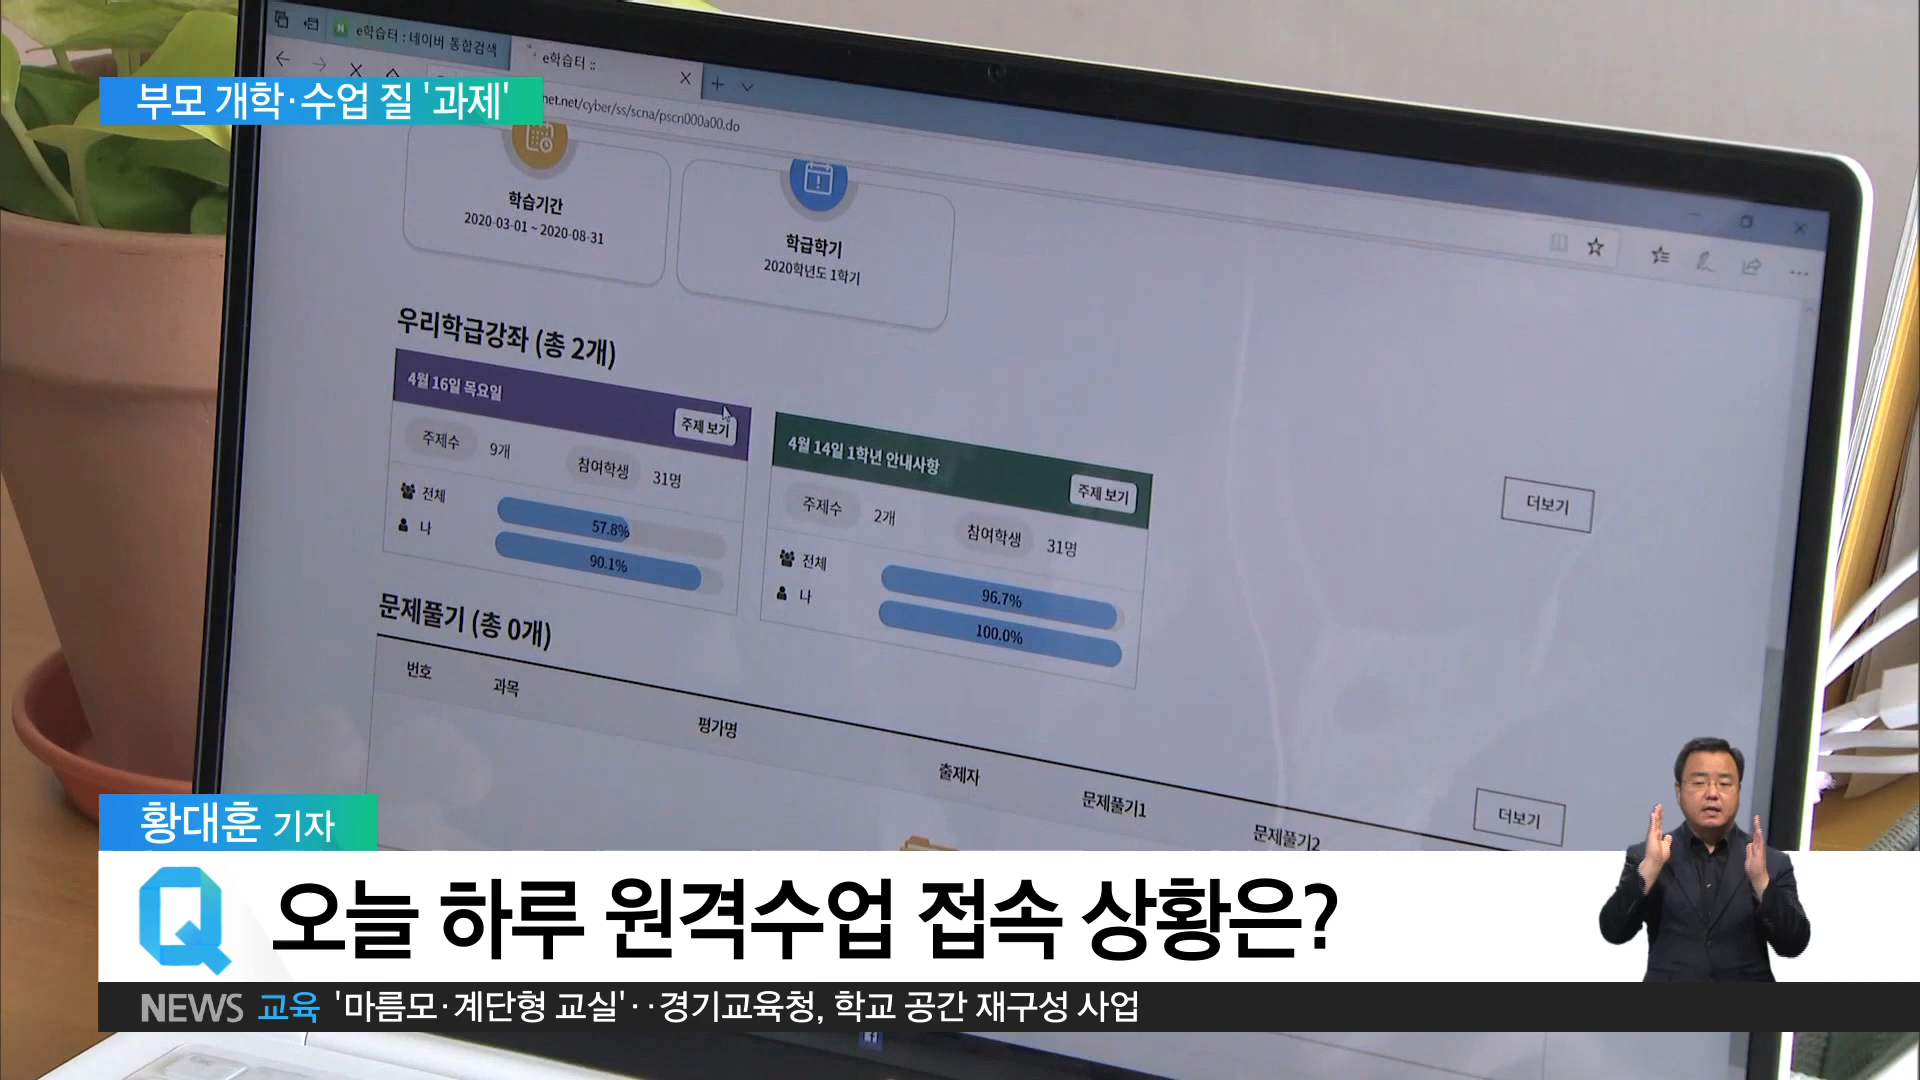 e학습터 : 네이버 통합검색
e학습터 ::
부모 개학·수업 질 '과제'
net.net/cyber/ss/scna/pscn000a00.do
학습기간
2020-03-01 ~ 2020-08-31
학급학기
2020학년도 1학기
우리학급강좌 (총 2개)
4월 16일 목요일
주제 보기
주제수 9개 참여학생 31명
전체 57.8%
나 90.1%
4월 14일 1학년 안내사항
주제 보기
주제수 2개 참여학생 31명
전체 96.7%
나 100.0%
더보기
문제풀기 (총 0개)
번호 과목 평가명 출제자 문제풀기1 문제풀기2
더보기
황대훈 기자
Q 오늘 하루 원격수업 접속 상황은?
NEWS 교육 '마름모·계단형 교실'‥경기교육청, 학교 공간 재구성 사업